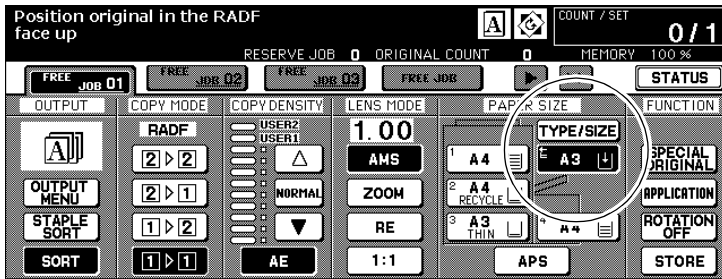 Position original in the RADF
face up
COUNT / SET
0/1
RESERVE JOB 0 ORIGINAL COUNT 0 MEMORY 100 %
FREE JOB 01
FREE JOB 02
FREE JOB 03
FREE JOB
STATUS
OUTPUT COPY MODE COPY DENSITY LENS MODE PAPER SIZE FUNCTION
A
OUTPUT
MENU
STAPLE
SORT
SORT
RADF
2▷2
2▷1
1▷2
1▷1
USER2
USER1
NORMAL
AE
1.00
AMS
ZOOM
RE
1:1
TYPE/SIZE
1 A4
A3
2 A4
RECYCLE
3 A3
THIN
4 A4
APS
SPECIAL
ORIGINAL
APPLICATION
ROTATION
OFF
STORE